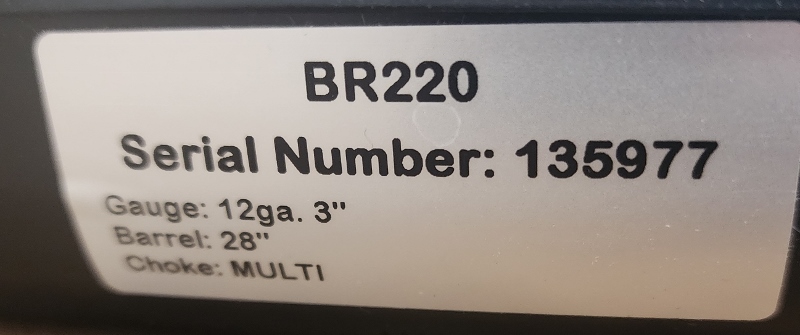 BR220
Serial Number: 135977
Gauge: 12ga. 3"
Barrel: 28"
Choke: MULTI